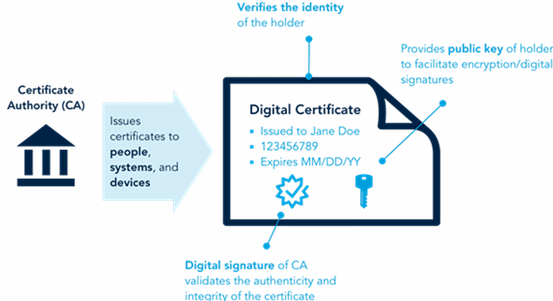 Verifies the identity
of the holder
Provides public key of holder
to facilitate encryption/digital
signatures
Certificate
Authority (CA)
Issues
certificates to
people,
systems, and
devices
Digital Certificate
▪ Issued to Jane Doe
▪ 123456789
▪ Expires MM/DD/YY
Digital signature of CA
validates the authenticity and
integrity of the certificate